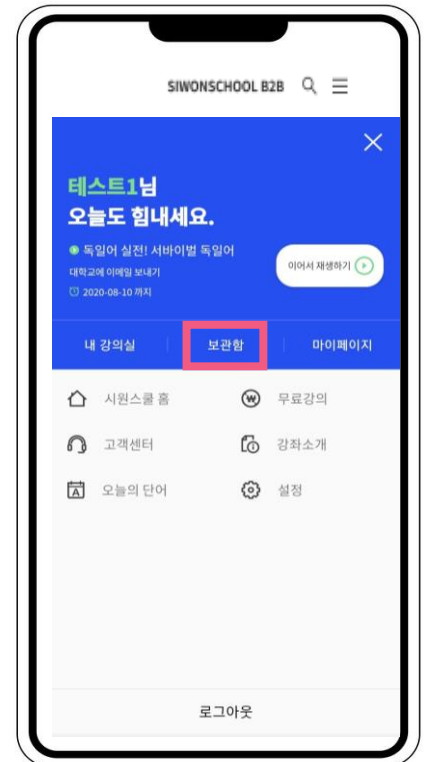 SIWONSCHOOL B2B
테스트1님
오늘도 힘내세요.
독일어 실전! 서바이벌 독일어
대학교에 이메일 보내기
2020-08-10 까지
이어서 재생하기
내 강의실
보관함
마이페이지
시원스쿨 홈
무료강의
고객센터
강좌소개
오늘의 단어
설정
로그아웃